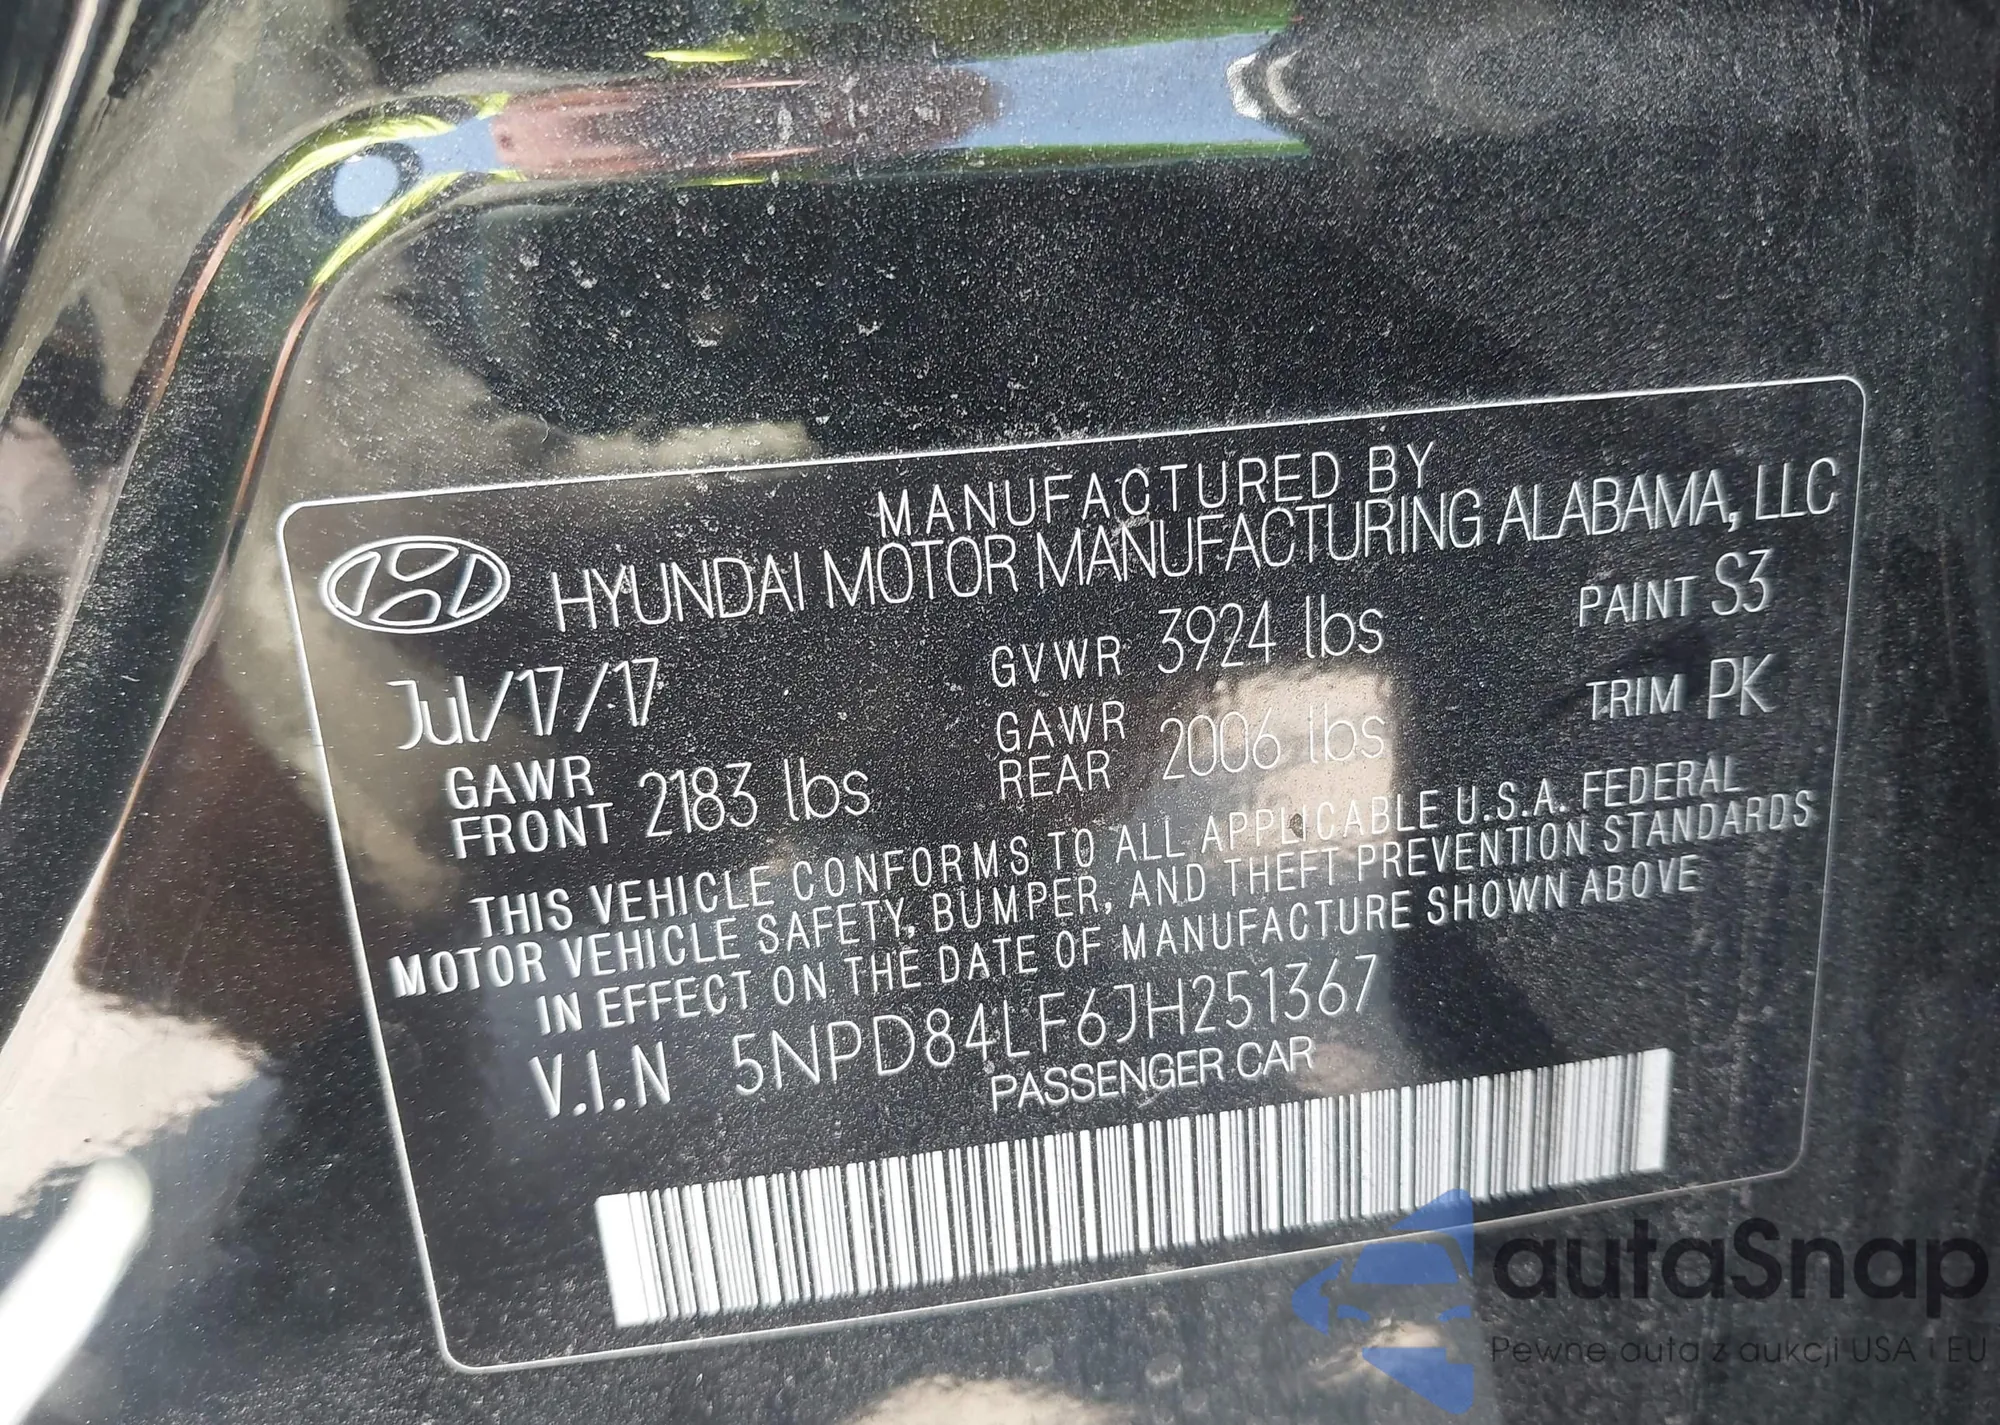 MANUFACTURED BY
HYUNDAI MOTOR MANUFACTURING ALABAMA, LLC
Jul/17/17 GVWR 3924 lbs PAINT S3
GAWR FRONT 2183 lbs GAWR REAR 2006 lbs TRIM PK
THIS VEHICLE CONFORMS TO ALL APPLICABLE U.S.A. FEDERAL
MOTOR VEHICLE SAFETY, BUMPER, AND THEFT PREVENTION STANDARDS
IN EFFECT ON THE DATE OF MANUFACTURE SHOWN ABOVE
V.I.N 5NPD84LF6JH251367
PASSENGER CAR
autaSnap
Pewne auta z aukcji USA i EU